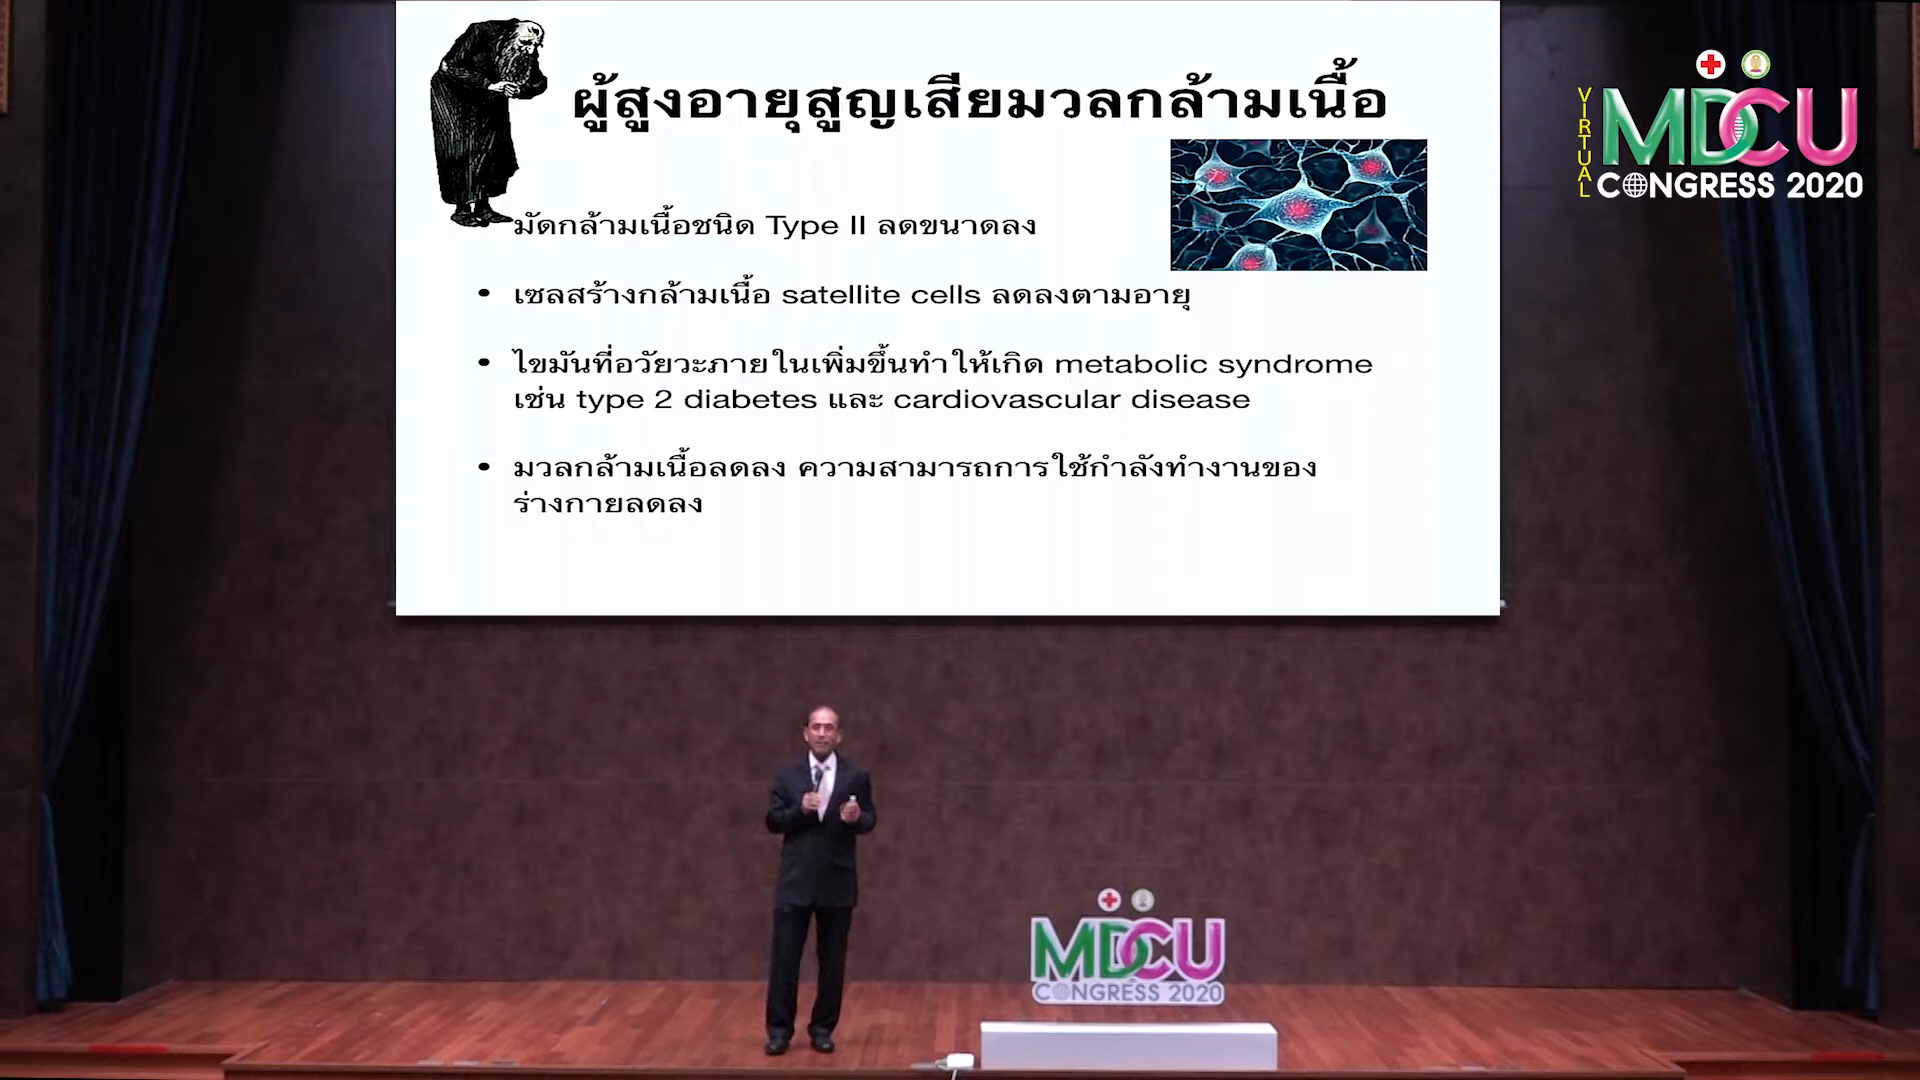 ผู้สูงอายุสูญเสียมวลกล้ามเนื้อ
มัดกล้ามเนื้อชนิด Type II ลดขนาดลง
• เซลสร้างกล้ามเนื้อ satellite cells ลดลงตามอายุ
• ไขมันที่อวัยวะภายในเพิ่มขึ้นทำให้เกิด metabolic syndrome
เช่น type 2 diabetes และ cardiovascular disease
• มวลกล้ามเนื้อลดลง ความสามารถการใช้กำลังทำงานของ
ร่างกายลดลง
VIRTUAL
MDCU
CONGRESS 2020
MDCU
CONGRESS 2020